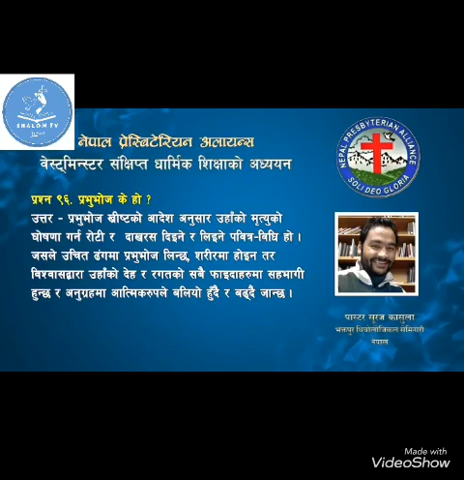 SHALOM TV
नेपाल प्रेस्बिटेरियन अलायन्स
वेस्ट्मिन्स्टर संक्षिप्त धार्मिक शिक्षाको अध्ययन
NEPAL PRESBYTERIAN ALLIANCE
SOLI DEO GLORIA
प्रश्न ९६. प्रभुभोज के हो ?
उत्तर – प्रभुभोज ख्रीष्टको आदेश अनुसार उहाँको मृत्युको
घोषणा गर्न रोटी र दाखरस दिइने र लिइने पवित्र-विधि हो ।
जसले उचित ढंगमा प्रभुभोज लिन्छ, शरीरमा होइन तर
विश्वासद्वारा उहाँको देह र रगतको सबै फाइदाहरुमा सहभागी
हुन्छ र अनुग्रहमा आत्मिकरुपले बलियो हुँदै र बढ्दै जान्छ ।
पास्टर सूरज कासुला
भक्तपुर थियोलोजिकल सेमिनारी
नेपाल
Made with
VideoShow